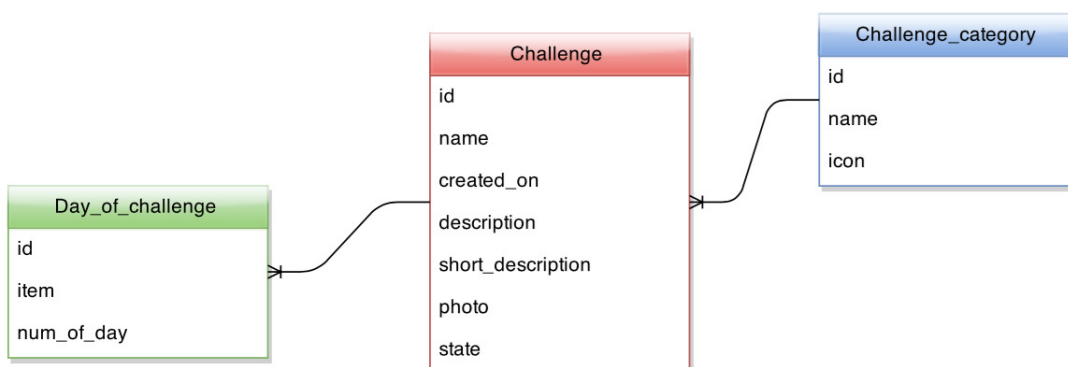 Day_of_challenge
id
item
num_of_day
Challenge
id
name
created_on
description
short_description
photo
state
Challenge_category
id
name
icon